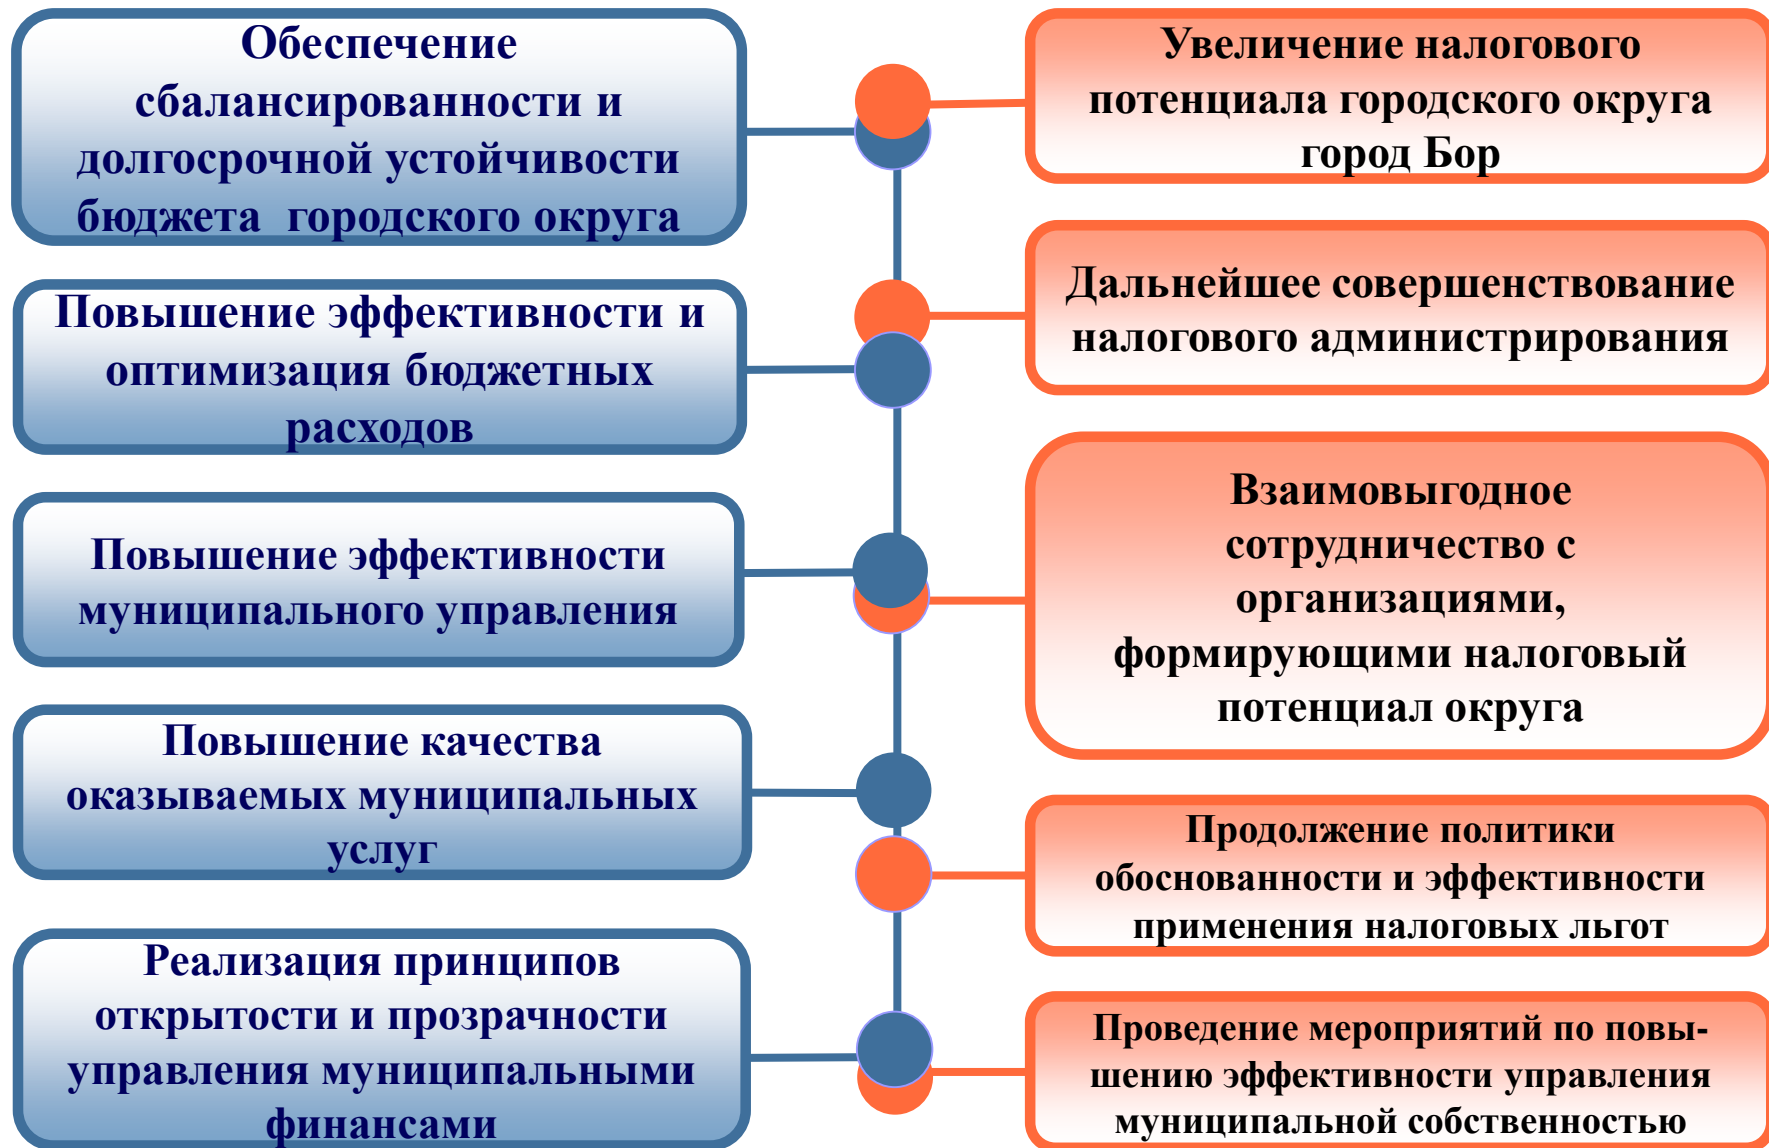 Обеспечение
сбалансированности и
долгосрочной устойчивости
бюджета городского округа
Повышение эффективности и
оптимизация бюджетных
расходов
Повышение эффективности
муниципального управления
Повышение качества
оказываемых муниципальных
услуг
Реализация принципов
открытости и прозрачности
управления муниципальными
финансами
Увеличение налогового
потенциала городского округа
город Бор
Дальнейшее совершенствование
налогового администрирования
Взаимовыгодное
сотрудничество с
организациями,
формирующими налоговый
потенциал округа
Продолжение политики
обоснованности и эффективности
применения налоговых льгот
Проведение мероприятий по повы-
шению эффективности управления
муниципальной собственностью